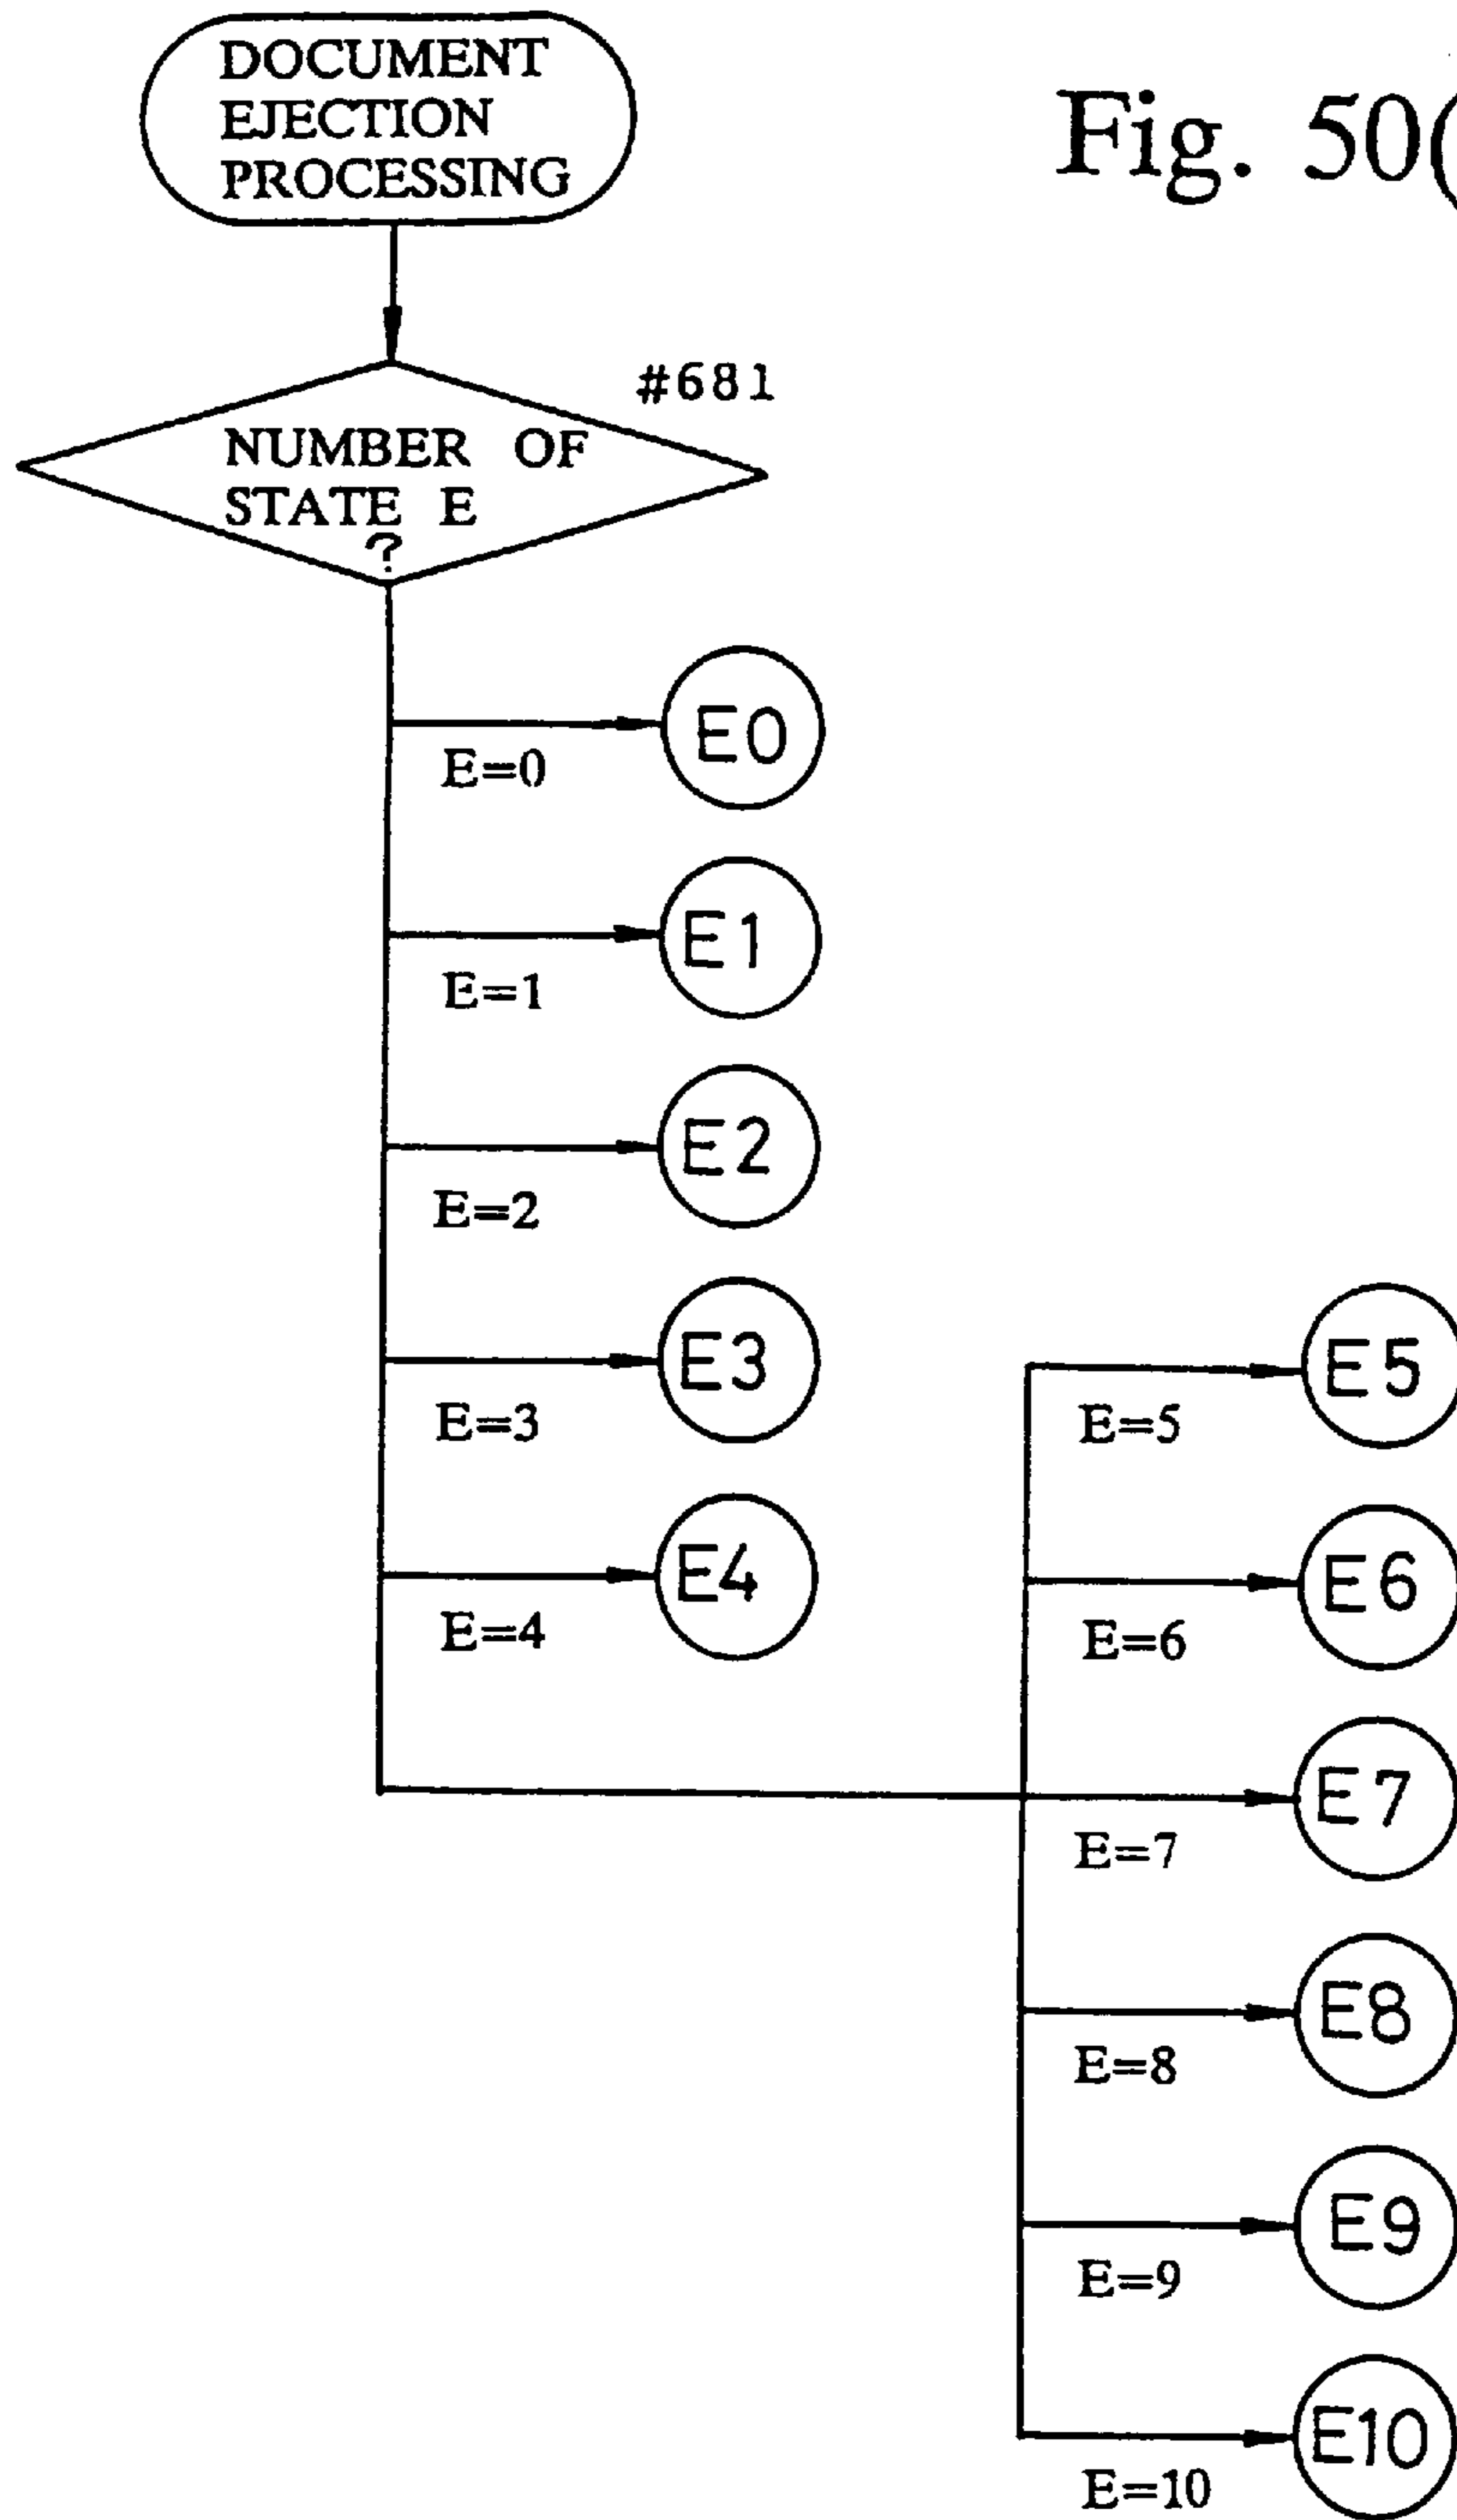 DOCUMENT
EJECTION
PROCESSING
Fig. 50(
#681
NUMBER OF
STATE E
?
E0
E=0
E1
E=1
E2
E=2
E3
E=3
E4
E=4
E5
E=5
E6
E=6
E7
E=7
E8
E=8
E9
E=9
E10
E=10